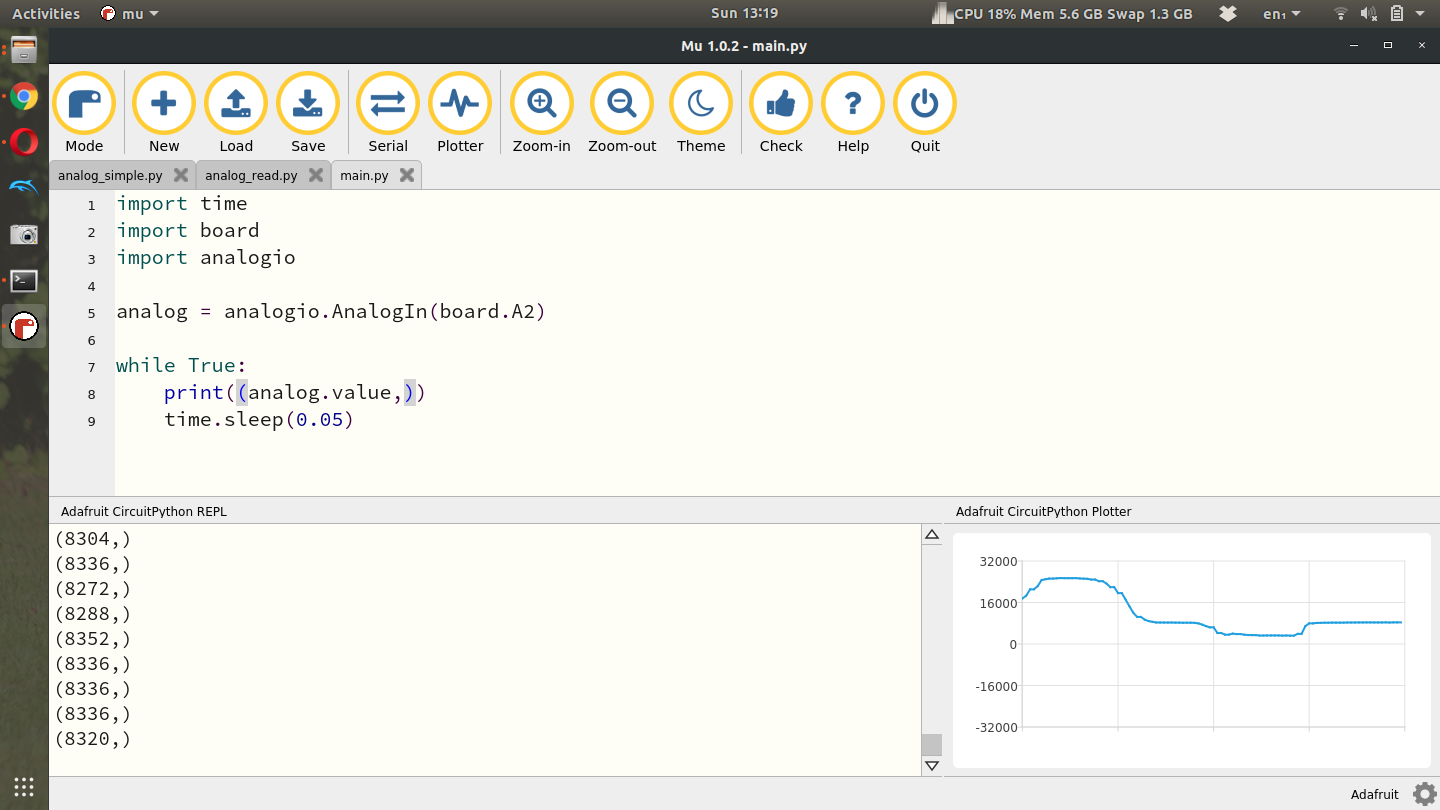 Activities mu Sun 13:19 CPU 18% Mem 5.6 GB Swap 1.3 GB en₁
Mu 1.0.2 - main.py
Mode New Load Save Serial Plotter Zoom-in Zoom-out Theme Check Help Quit
analog_simple.py analog_read.py main.py
1 import time
2 import board
3 import analogio
4
5 analog = analogio.AnalogIn(board.A2)
6
7 while True:
8     print((analog.value,))
9     time.sleep(0.05)
Adafruit CircuitPython REPL
(8304,)
(8336,)
(8272,)
(8288,)
(8352,)
(8336,)
(8336,)
(8336,)
(8320,)
Adafruit CircuitPython Plotter
32000
16000
0
-16000
-32000
Adafruit